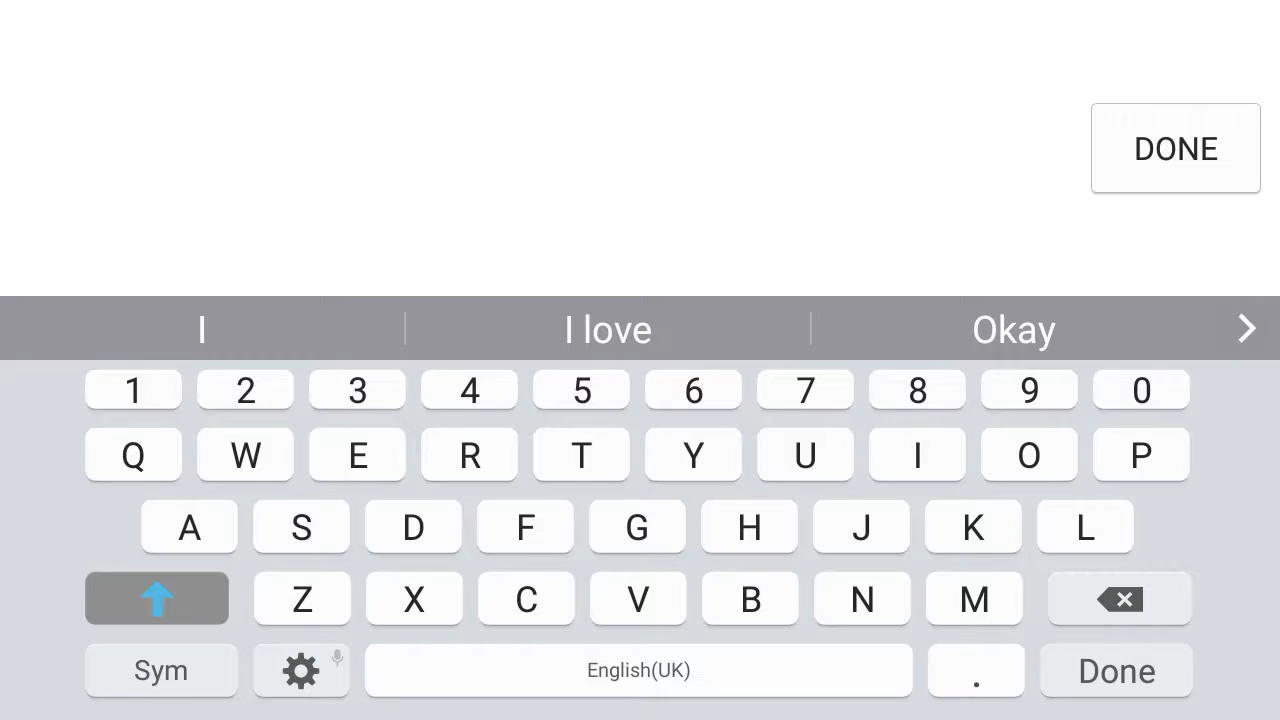 DONE
I I love Okay
1 2 3 4 5 6 7 8 9 0
Q W E R T Y U I O P
A S D F G H J K L
Z X C V B N M
Sym English(UK) . Done